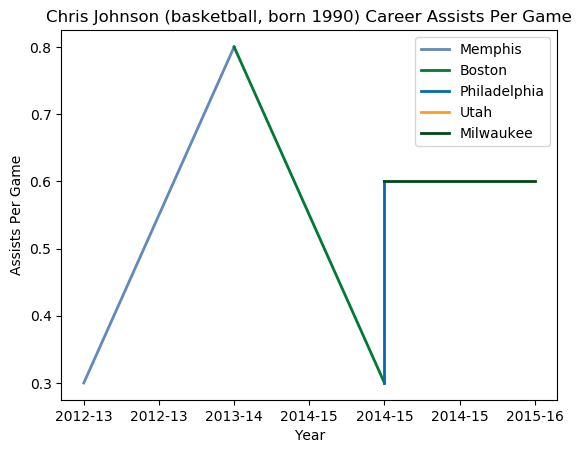 Chris Johnson (basketball, born 1990) Career Assists Per Game
0.8
0.7
0.6
0.5
0.4
0.3
Assists Per Game
Memphis
Boston
Philadelphia
Utah
Milwaukee
2012-13 2012-13 2013-14 2014-15 2014-15 2014-15 2015-16
Year